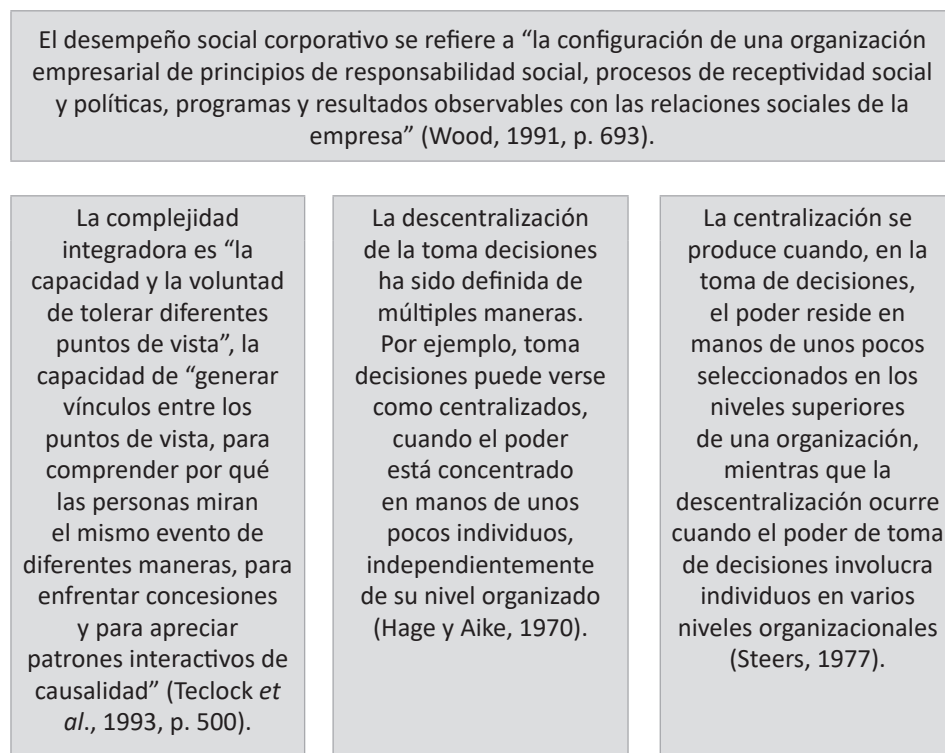 El desempeño social corporativo se refiere a “la configuración de una organización
empresarial de principios de responsabilidad social, procesos de receptividad social
y políticas, programas y resultados observables con las relaciones sociales de la
empresa” (Wood, 1991, p. 693).
La complejidad
integradora es “la
capacidad y la voluntad
de tolerar diferentes
puntos de vista”, la
capacidad de “generar
vínculos entre los
puntos de vista, para
comprender por qué
las personas miran
el mismo evento de
diferentes maneras, para
enfrentar concesiones
y para apreciar
patrones interactivos de
causalidad” (Teclock et
al., 1993, p. 500).
La descentralización
de la toma decisiones
ha sido definida de
múltiples maneras.
Por ejemplo, toma
decisiones puede verse
como centralizados,
cuando el poder
está concentrado
en manos de unos
pocos individuos,
independientemente
de su nivel organizado
(Hage y Aike, 1970).
La centralización se
produce cuando, en la
toma de decisiones,
el poder reside en
manos de unos pocos
seleccionados en los
niveles superiores
de una organización,
mientras que la
descentralización ocurre
cuando el poder de toma
de decisiones involucra
individuos en varios
niveles organizacionales
(Steers, 1977).